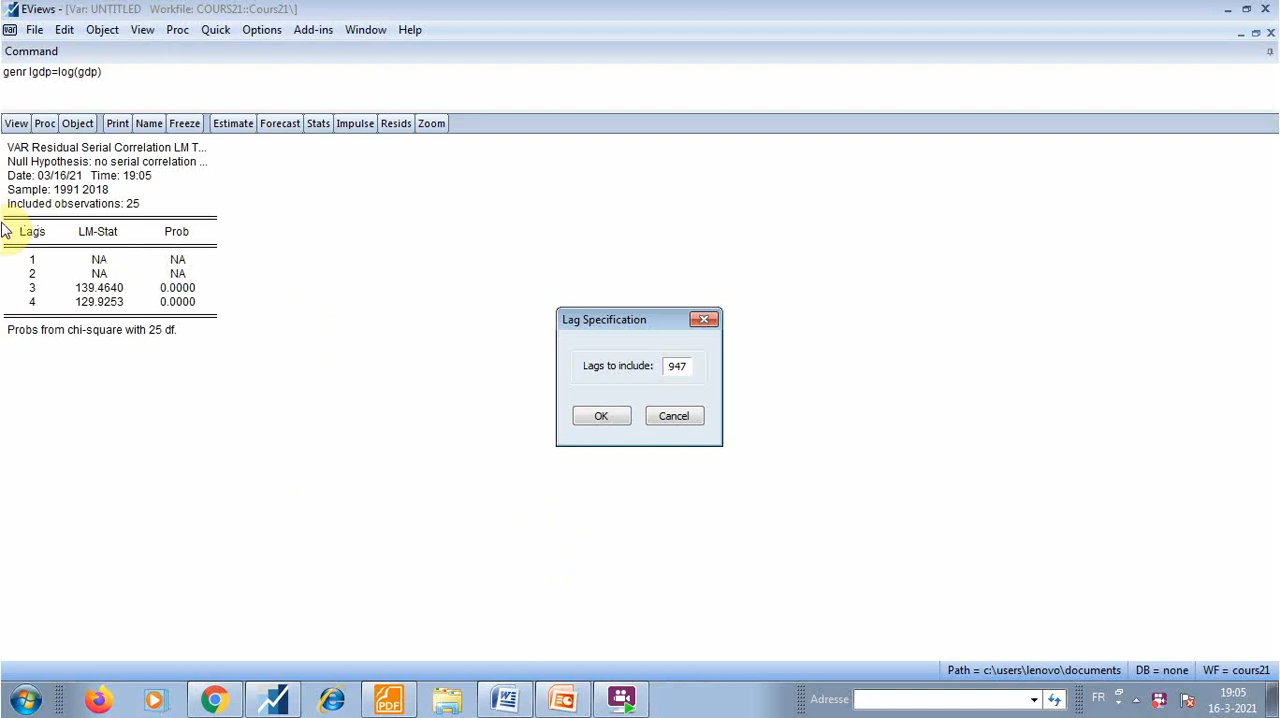 EViews - [Var: UNTITLED   Workfile: COURS21::Cours21\]
File Edit Object View Proc Quick Options Add-ins Window Help
Command
genr lgdp=log(gdp)
View Proc Object Print Name Freeze Estimate Forecast Stats Impulse Resids Zoom
VAR Residual Serial Correlation LM T...
Null Hypothesis: no serial correlation ...
Date: 03/16/21   Time: 19:05
Sample: 1991 2018
Included observations: 25
Lags LM-Stat Prob
1 NA NA
2 NA NA
3 139.4640 0.0000
4 129.9253 0.0000
Probs from chi-square with 25 df.
Lag Specification
Lags to include: 947
OK Cancel
Path = c:\users\lenovo\documents DB = none WF = cours21
PDF
Adresse FR 19:05
16-3-2021